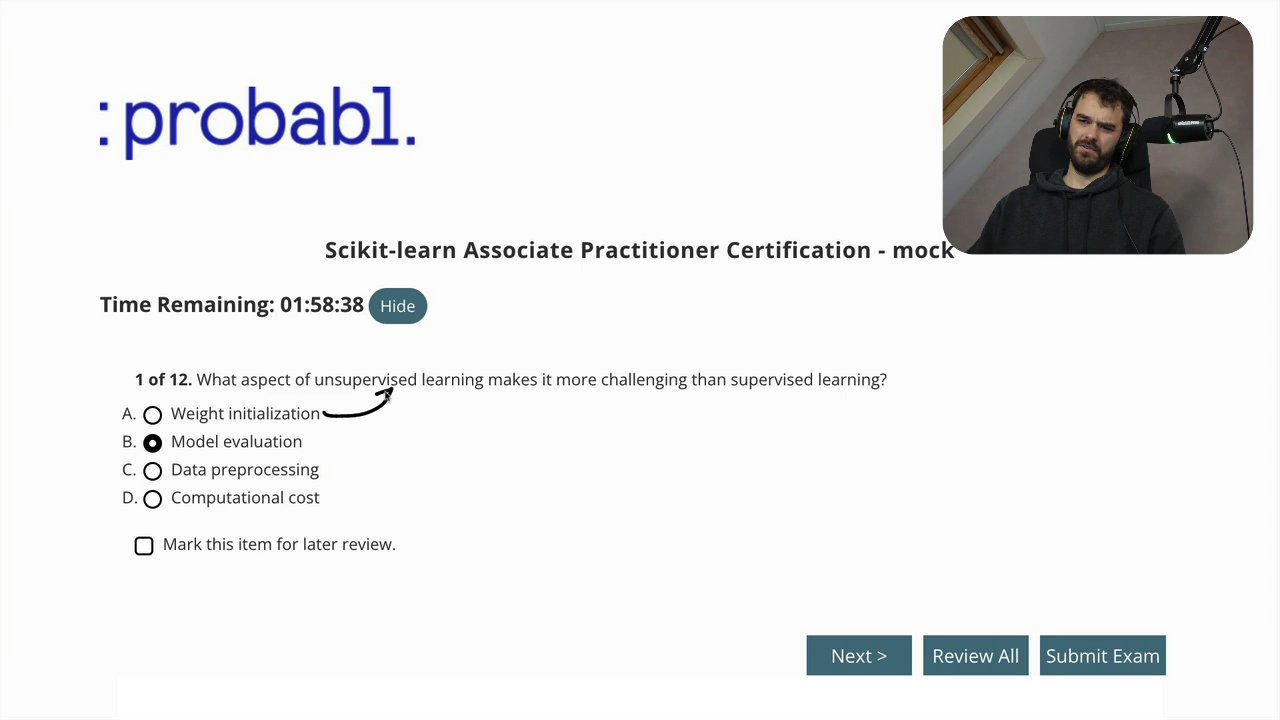 :probabl.
Scikit-learn Associate Practitioner Certification - mock
Time Remaining: 01:58:38 Hide
1 of 12. What aspect of unsupervised learning makes it more challenging than supervised learning?
A. Weight initialization
B. Model evaluation
C. Data preprocessing
D. Computational cost
Mark this item for later review.
Next > Review All Submit Exam